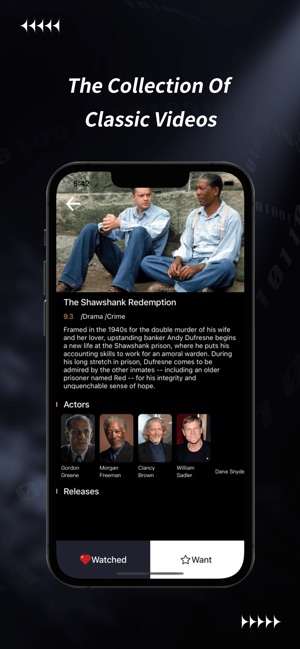 The Collection Of
Classic Videos
5:42
The Shawshank Redemption
9.3 /Drama /Crime
Framed in the 1940s for the double murder of his wife
and her lover, upstanding banker Andy Dufresne begins
a new life at the Shawshank prison, where he puts his
accounting skills to work for an amoral warden. During
his long stretch in prison, Dufresne comes to be
admired by the other inmates -- including an older
prisoner named Red -- for his integrity and
unquenchable sense of hope.
Actors
Gordon Greene
Morgan Freeman
Clancy Brown
William Sadler
Dana Snyde
Releases
Watched
Want